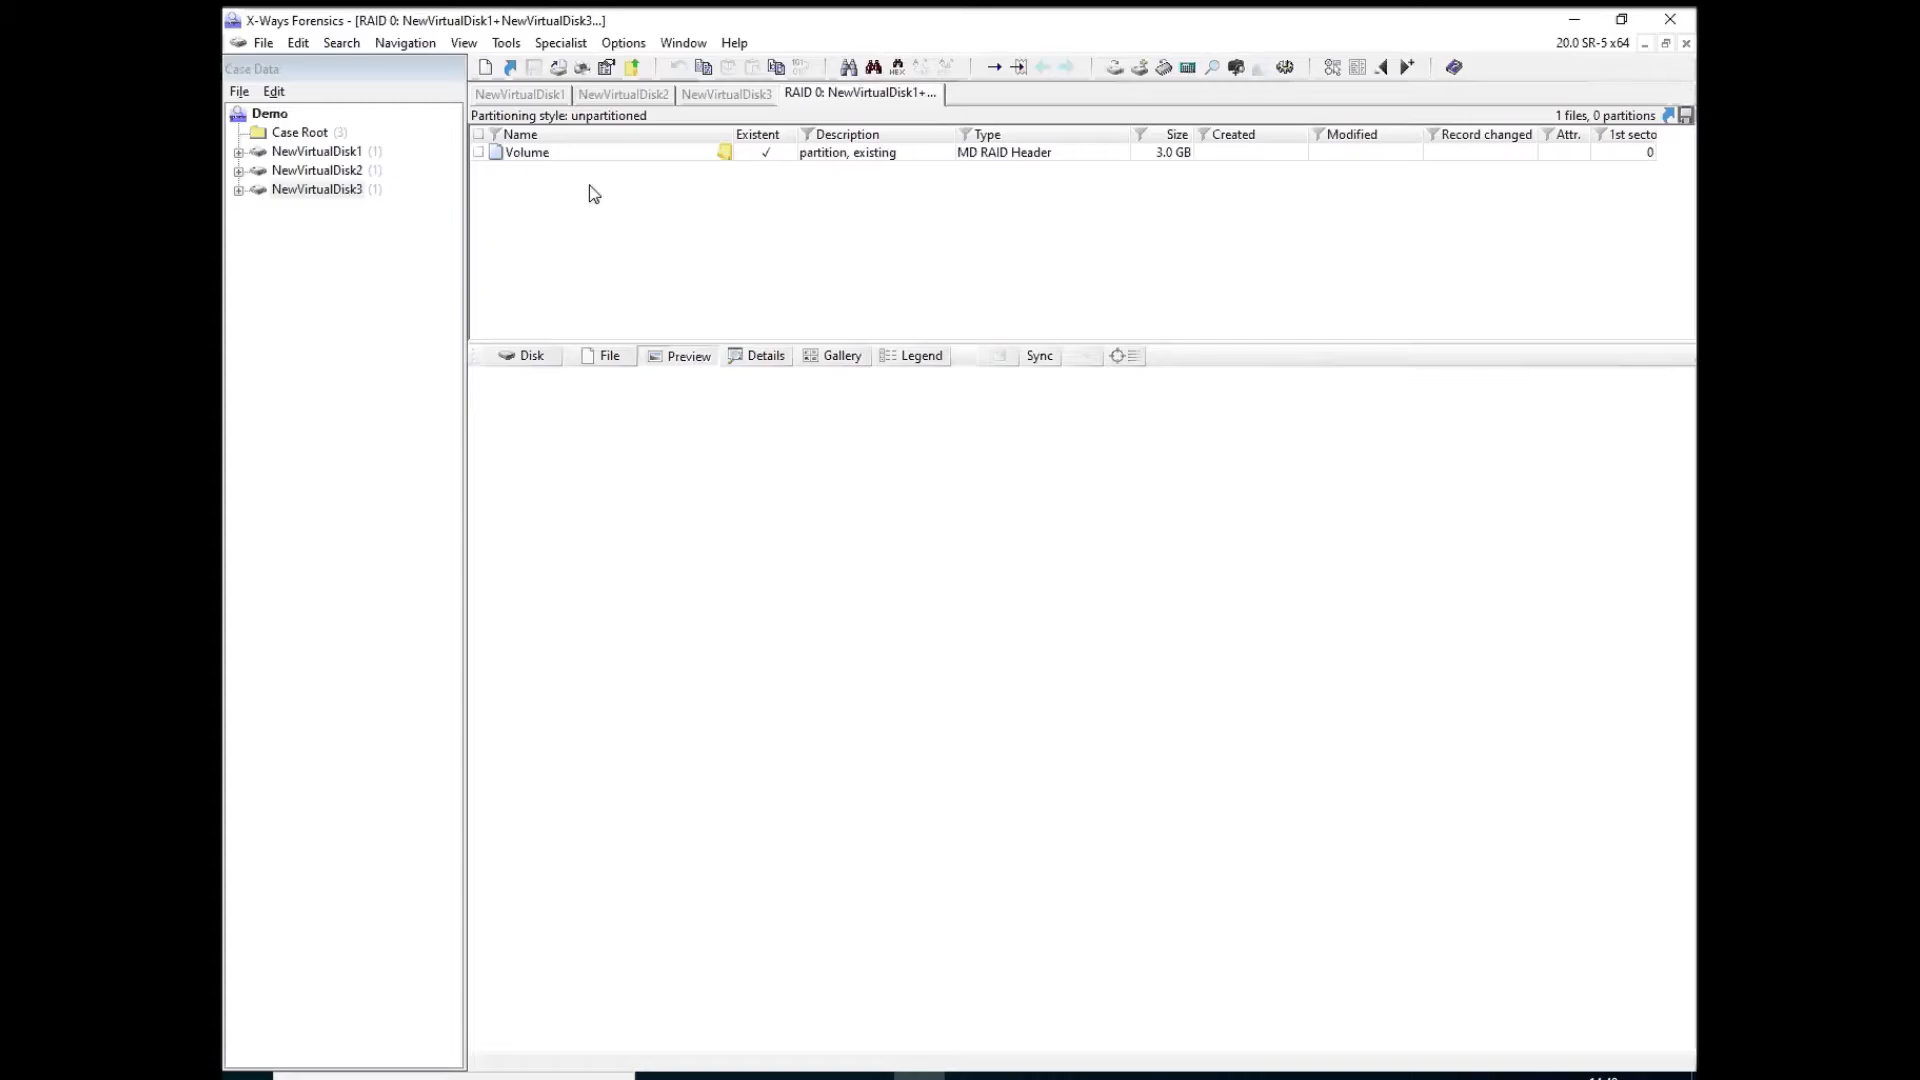 X-Ways Forensics - [RAID 0: NewVirtualDisk1+NewVirtualDisk3...]
File Edit Search Navigation View Tools Specialist Options Window Help 20.0 SR-5 x64
Case Data
File Edit
NewVirtualDisk1 NewVirtualDisk2 NewVirtualDisk3 RAID 0: NewVirtualDisk1+...
Partitioning style: unpartitioned 1 files, 0 partitions
Name Existent Description Type Size Created Modified Record changed Attr. 1st secto
Volume ✓ partition, existing MD RAID Header 3.0 GB 0
Demo
Case Root (3)
NewVirtualDisk1 (1)
NewVirtualDisk2 (1)
NewVirtualDisk3 (1)
Disk File Preview Details Gallery Legend Sync